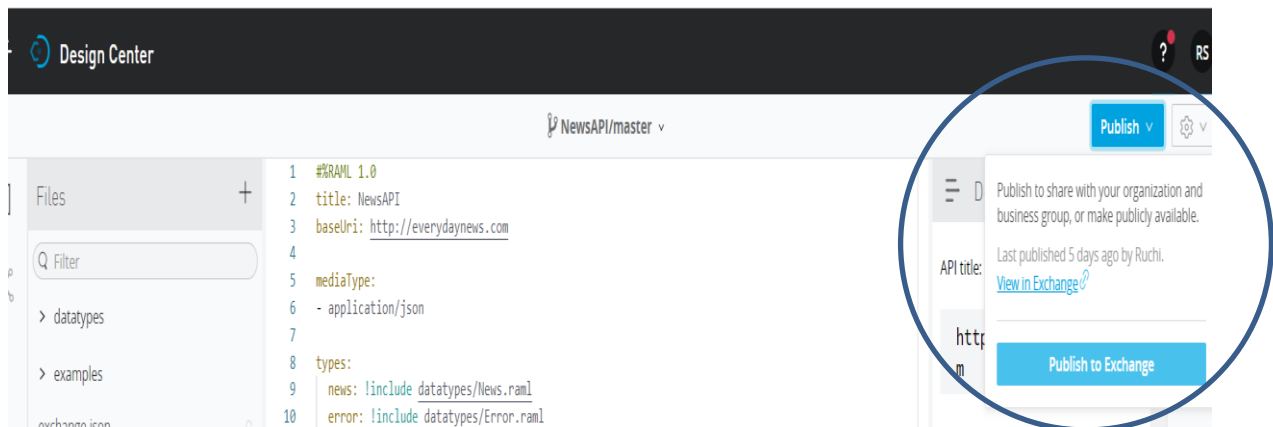 Design Center
?
RS
NewsAPI/master
Publish
Files
+
Filter
> datatypes
> examples
1 #%RAML 1.0
2 title: NewsAPI
3 baseUri: http://everydaynews.com
4
5 mediaType:
6 - application/json
7
8 types:
9 news: !include datatypes/News.raml
10 error: !include datatypes/Error.raml
API title:
http
m
Publish to share with your organization and
business group, or make publicly available.
Last published 5 days ago by Ruchi.
View in Exchange
Publish to Exchange